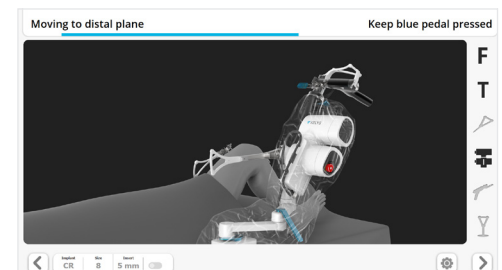 Moving to distal plane
Keep blue pedal pressed
F
T
Implant
Size
Insert
CR
8
5 mm